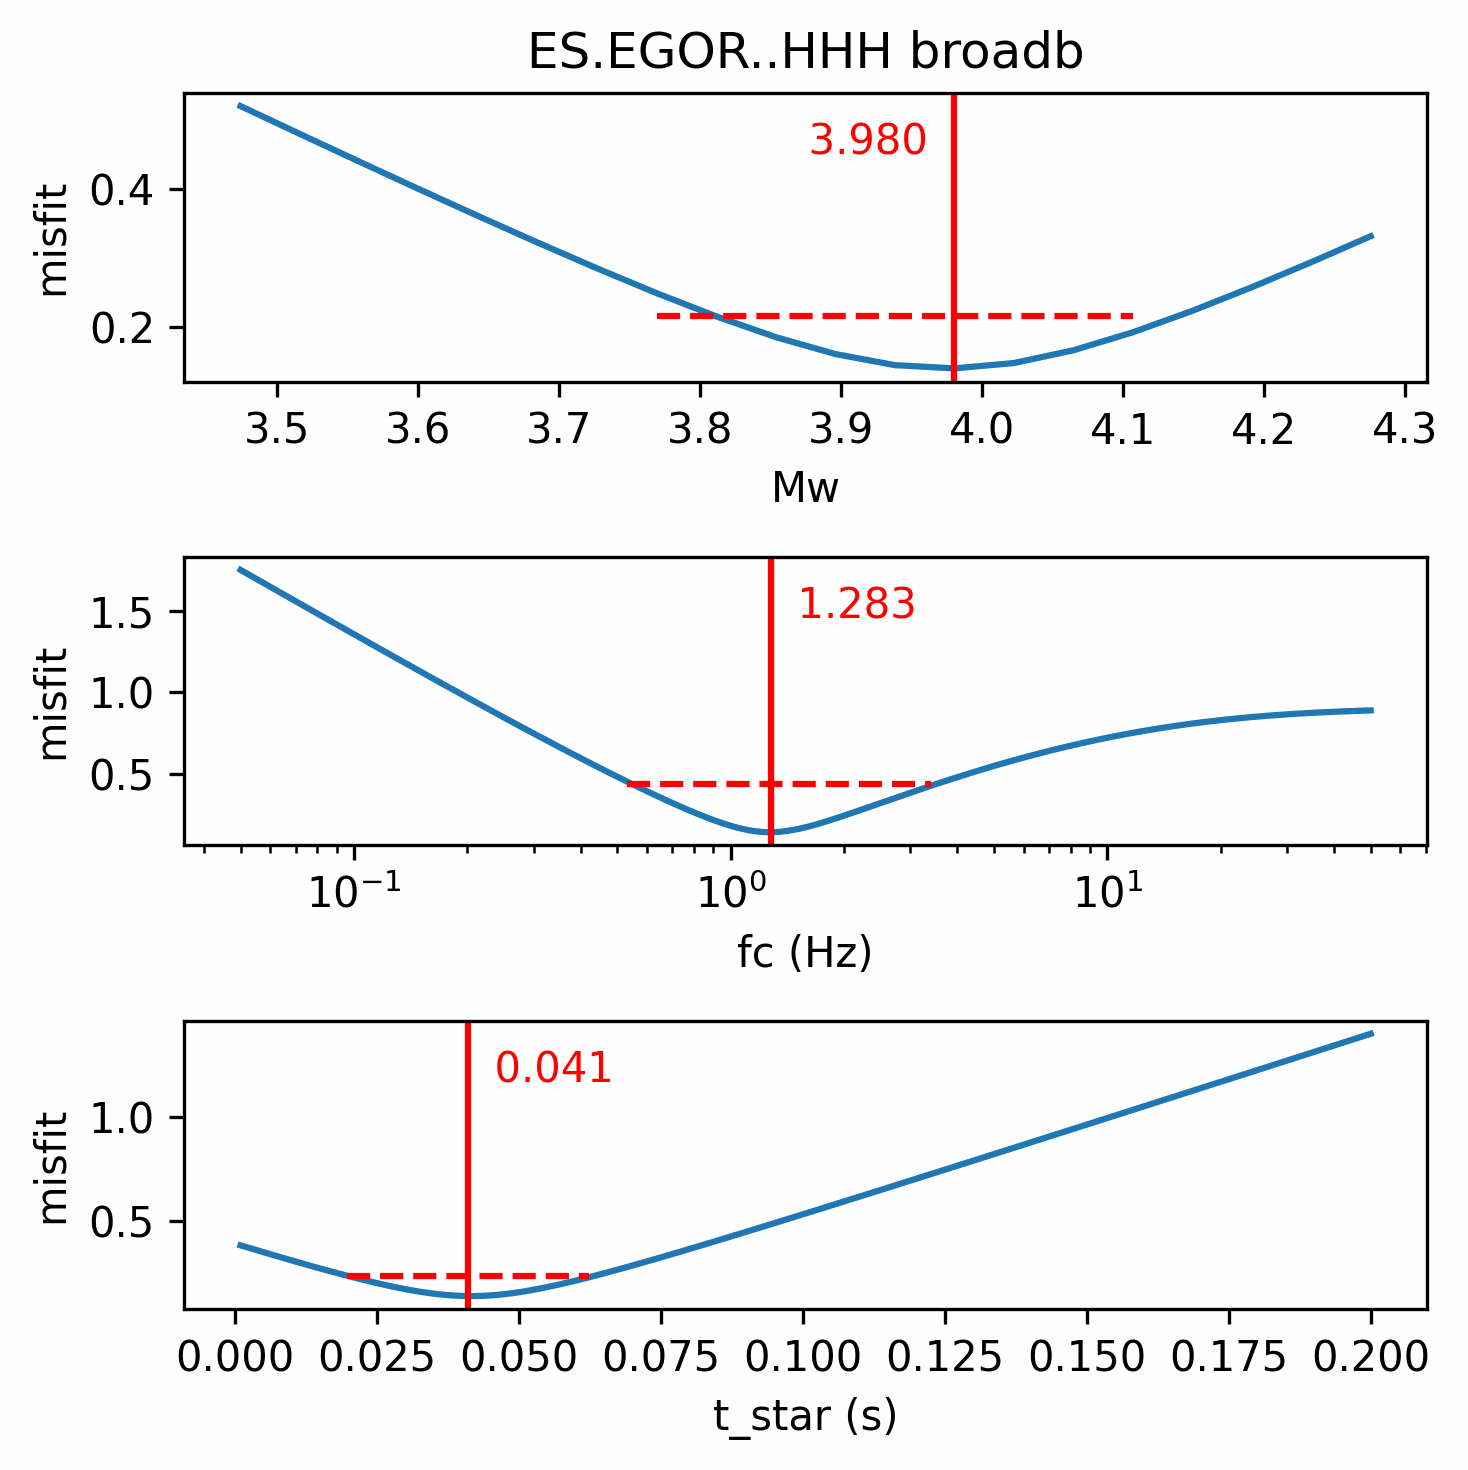 ES.EGOR..HHH broadb
3.980
misfit
0.4
0.2
3.5 3.6 3.7 3.8 3.9 4.0 4.1 4.2 4.3
Mw
1.283
misfit
1.5
1.0
0.5
10⁻¹ 10⁰ 10¹
fc (Hz)
0.041
misfit
1.0
0.5
0.000 0.025 0.050 0.075 0.100 0.125 0.150 0.175 0.200
t_star (s)